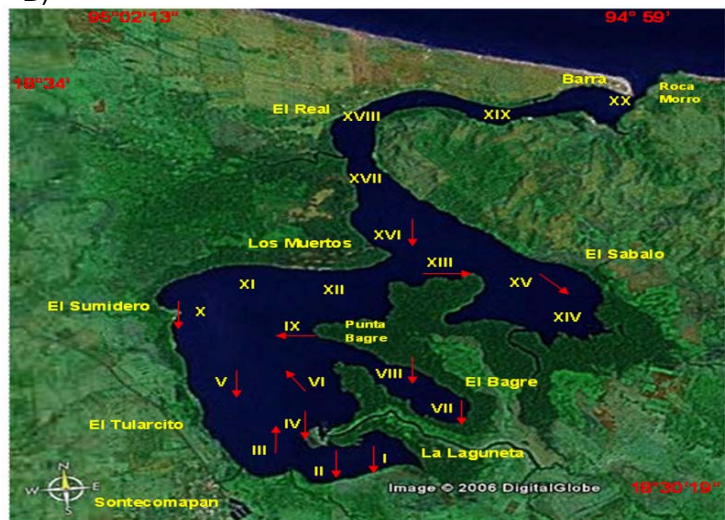 B)
95°02'13" 94° 59'
18°34' Barra Roca
El Real XX Morro
XVIII XIX
XVII
XVI
Los Muertos
El Sabalo
XIII
XI XII XV
El Sumidero
X XIV
IX Punta
Bagre
VIII El Bagre
V VI
VII
El Tularcito IV
III La Laguneta
II I
N
W E
S
Image © 2006 DigitalGlobe 18°30'19"
Sontecomapan